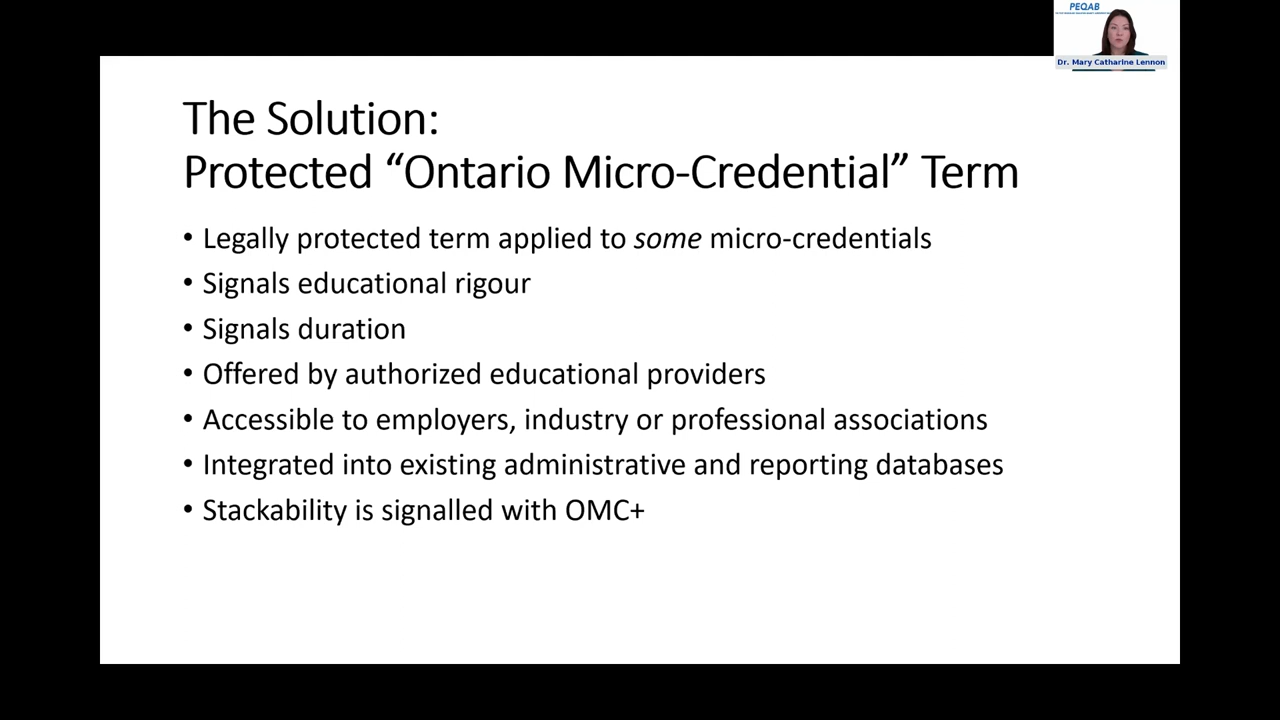 PEQAB
Dr. Mary Catharine Lennon
The Solution:
Protected “Ontario Micro-Credential” Term
• Legally protected term applied to some micro-credentials
• Signals educational rigour
• Signals duration
• Offered by authorized educational providers
• Accessible to employers, industry or professional associations
• Integrated into existing administrative and reporting databases
• Stackability is signalled with OMC+